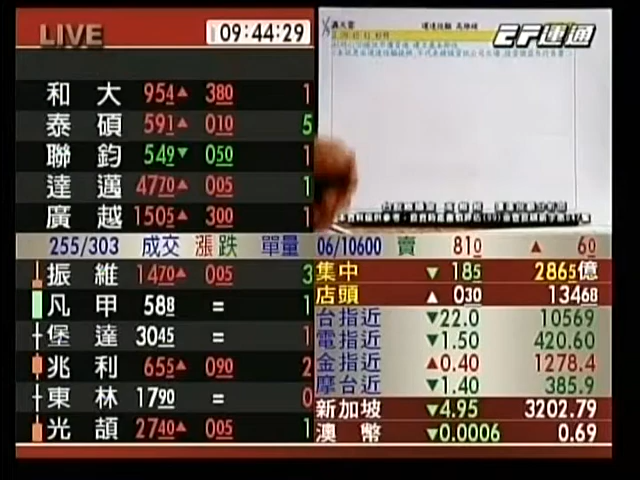 LIVE
09:44:29
EF 運通
和大 954▲ 380 1
泰碩 591▲ 010 5
聯鈞 549▼ 050 1
達邁 4770▲ 005 1
廣越 1505▲ 300 1
255/303 成交 漲跌 單量 06/10600 賣 810 ▲ 60
振維 1470▲ 005 3
凡甲 588 = 1
堡達 3045 = 1
兆利 655▲ 090 2
東林 1790 = 0
光頡 2740▲ 005 1
集中 ▼ 185 2865億
店頭 ▲ 030 13468
台指近 ▼22.0 10569
電指近 ▼1.50 420.60
金指近 ▲0.40 1278.4
摩台近 ▼1.40 385.9
新加坡 ▼4.95 3202.79
澳幣 ▼0.0006 0.69